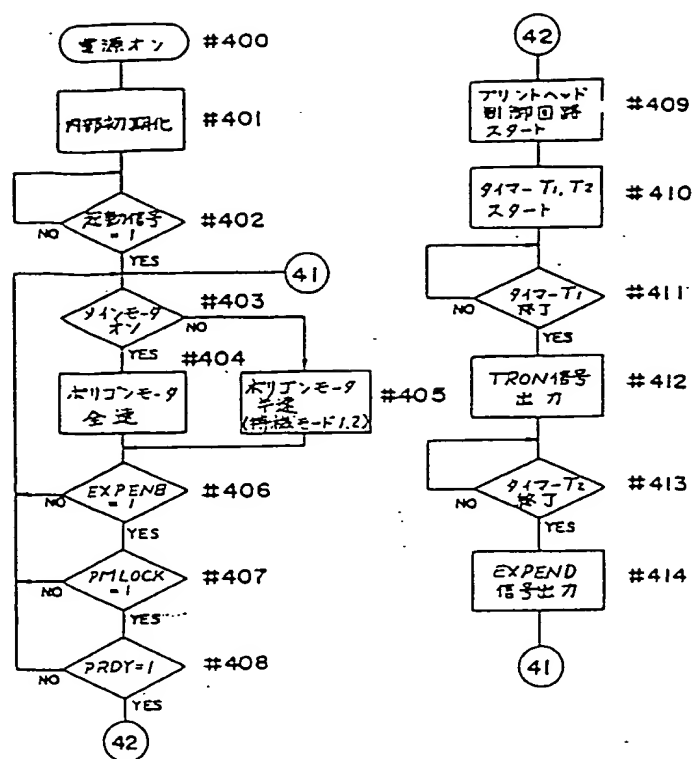 電源オン
#400
内部初期化
#401
起動信号
=1
#402
NO
YES
41
メインモータ
オン
#403
NO
YES
#404
ポリゴンモータ
全速
ポリゴンモータ
半速
(待機モード1,2)
#405
EXPENB
=1
#406
NO
YES
PMLOCK
=1
#407
NO
YES
PRDY=1
#408
NO
YES
42
42
プリントヘッド
制御回路
スタート
#409
タイマーT1,T2
スタート
#410
タイマーT1
終了
#411
NO
YES
TRON信号
出力
#412
タイマーT2
終了
#413
NO
YES
EXPEND
信号出力
#414
41